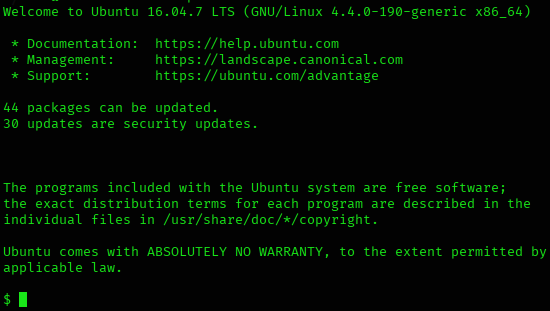 Welcome to Ubuntu 16.04.7 LTS (GNU/Linux 4.4.0-190-generic x86_64)
* Documentation:  https://help.ubuntu.com
* Management:     https://landscape.canonical.com
* Support:        https://ubuntu.com/advantage
44 packages can be updated.
30 updates are security updates.
The programs included with the Ubuntu system are free software;
the exact distribution terms for each program are described in the
individual files in /usr/share/doc/*/copyright.
Ubuntu comes with ABSOLUTELY NO WARRANTY, to the extent permitted by
applicable law.
$